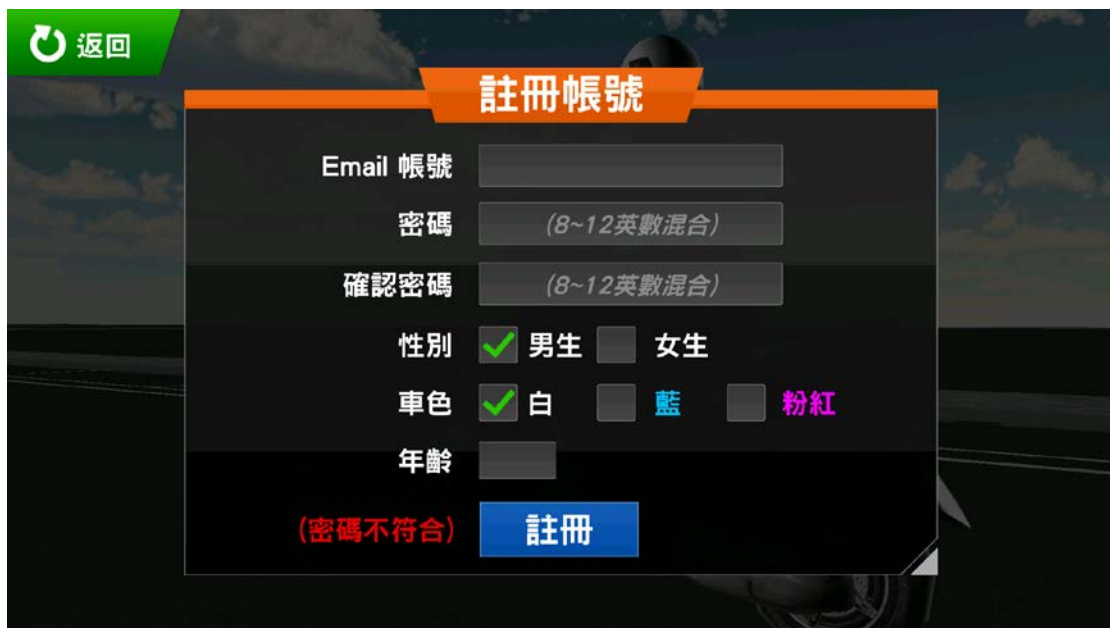 返回
註冊帳號
Email 帳號
密碼 (8~12英數混合)
確認密碼 (8~12英數混合)
性別 男生 女生
車色 白 藍 粉紅
年齡
(密碼不符合) 註冊